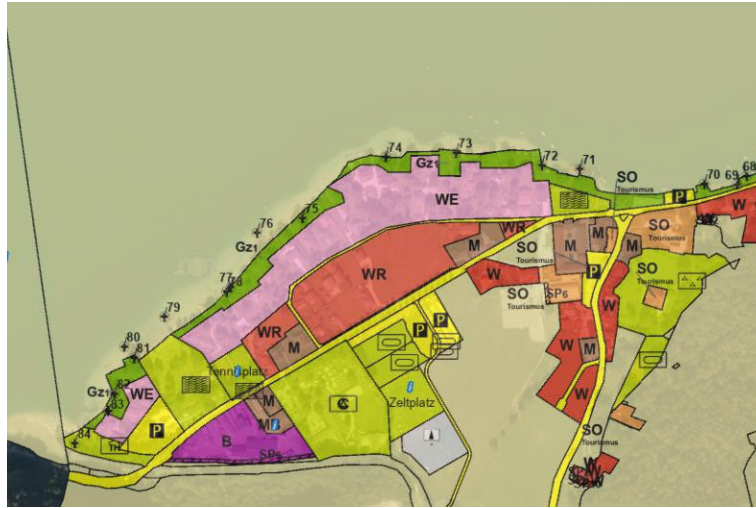 74
73
72
71
Gz1
SO
Tourismus
70
69
68
P
W
WE
75
76
Gz1
WR
M
M
M
SO
Tourismus
M
SO
Tourismus
WR
W
P
SO
Tourismus
SO
Tourismus
SP6
W
77
78
79
P
P
W
M
80
81
WR
M
Tennisplatz
82
Gz1
WE
83
M
Zeltplatz
W
84
P
M
B
SO
Tourismus
W